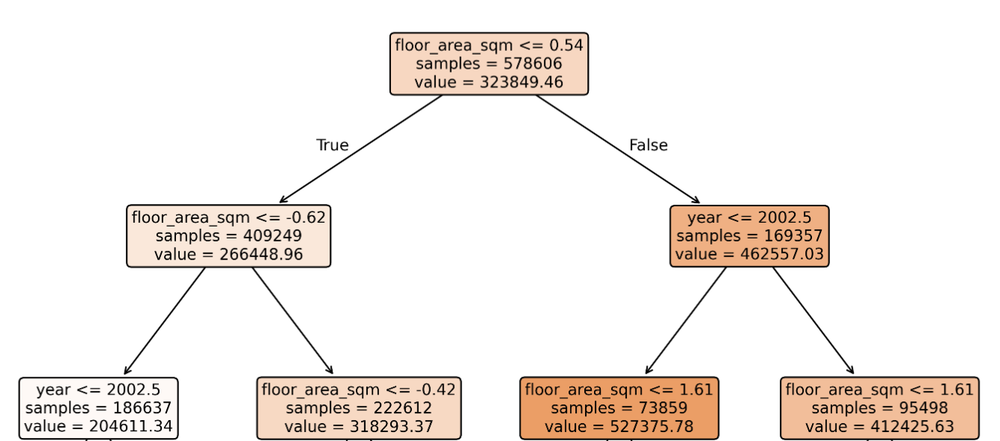 floor_area_sqm <= 0.54
samples = 578606
value = 323849.46
True
False
floor_area_sqm <= -0.62
samples = 409249
value = 266448.96
year <= 2002.5
samples = 169357
value = 462557.03
year <= 2002.5
samples = 186637
value = 204611.34
floor_area_sqm <= -0.42
samples = 222612
value = 318293.37
floor_area_sqm <= 1.61
samples = 73859
value = 527375.78
floor_area_sqm <= 1.61
samples = 95498
value = 412425.63